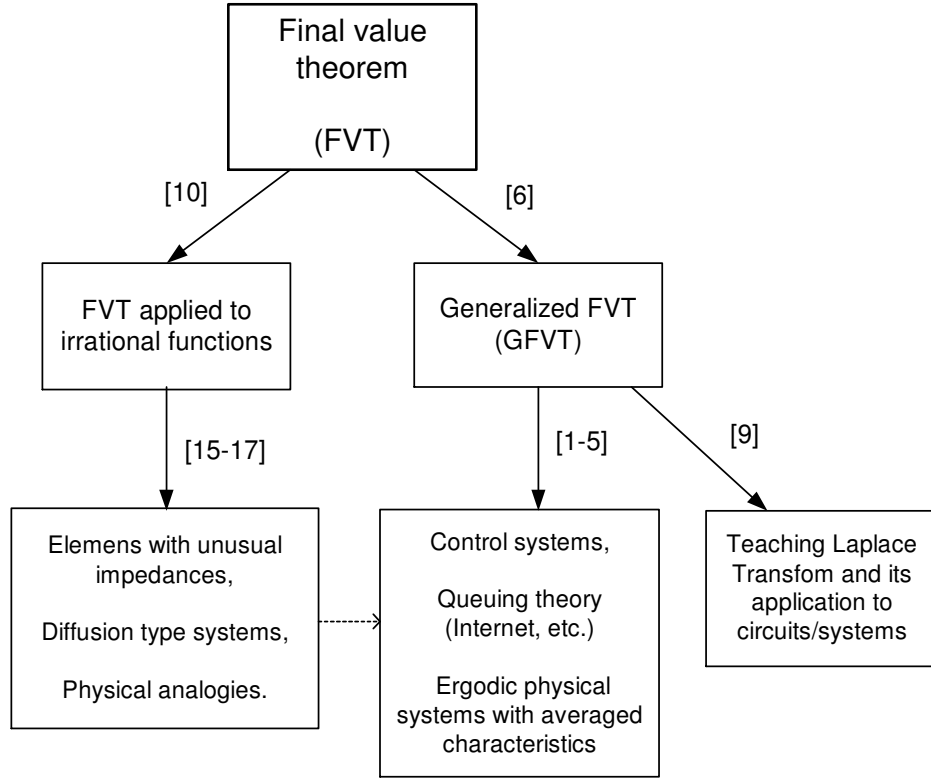 Final value
theorem
(FVT)
[10]
[6]
FVT applied to
irrational functions
Generalized FVT
(GFVT)
[15-17]
[1-5]
[9]
Elemens with unusual
impedances,
Diffusion type systems,
Physical analogies.
Control systems,
Queuing theory
(Internet, etc.)
Ergodic physical
systems with averaged
characteristics
Teaching Laplace
Transfom and its
application to
circuits/systems